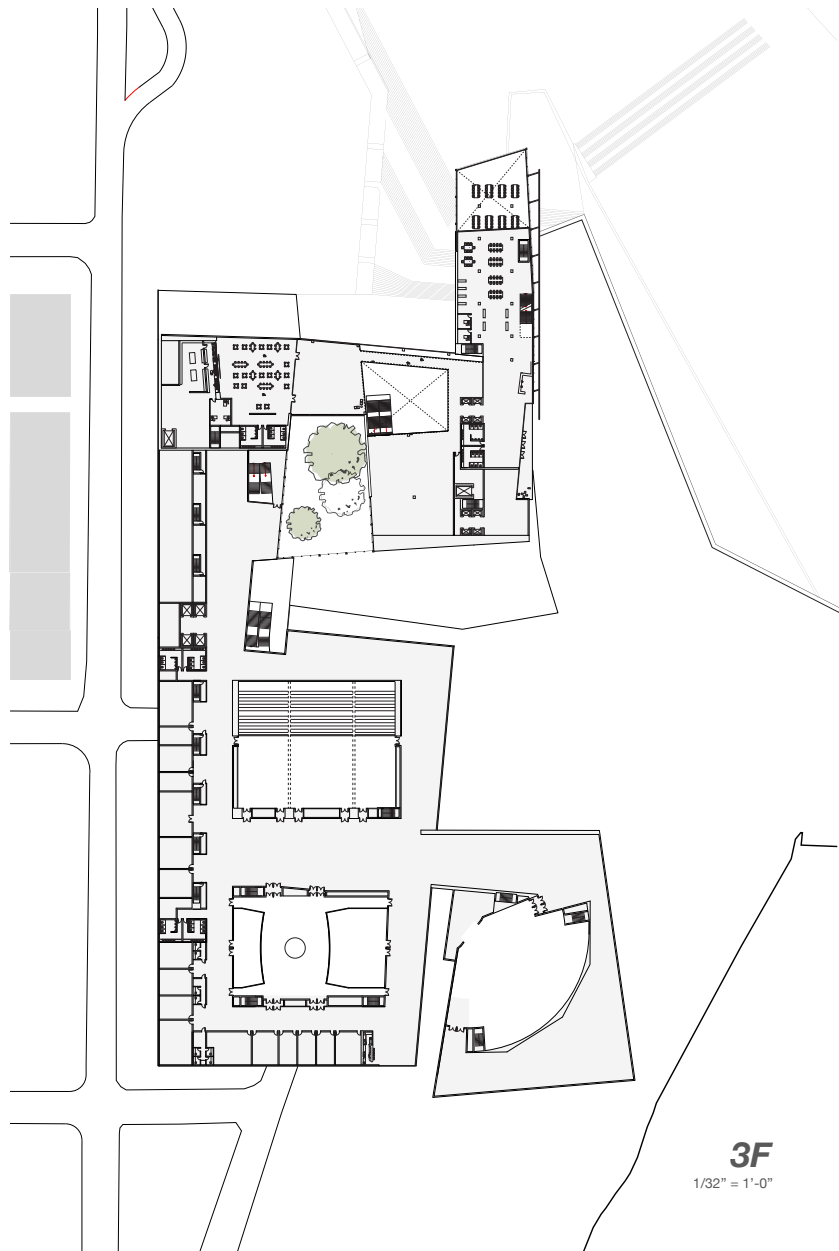 3F
1/32” = 1’-0”